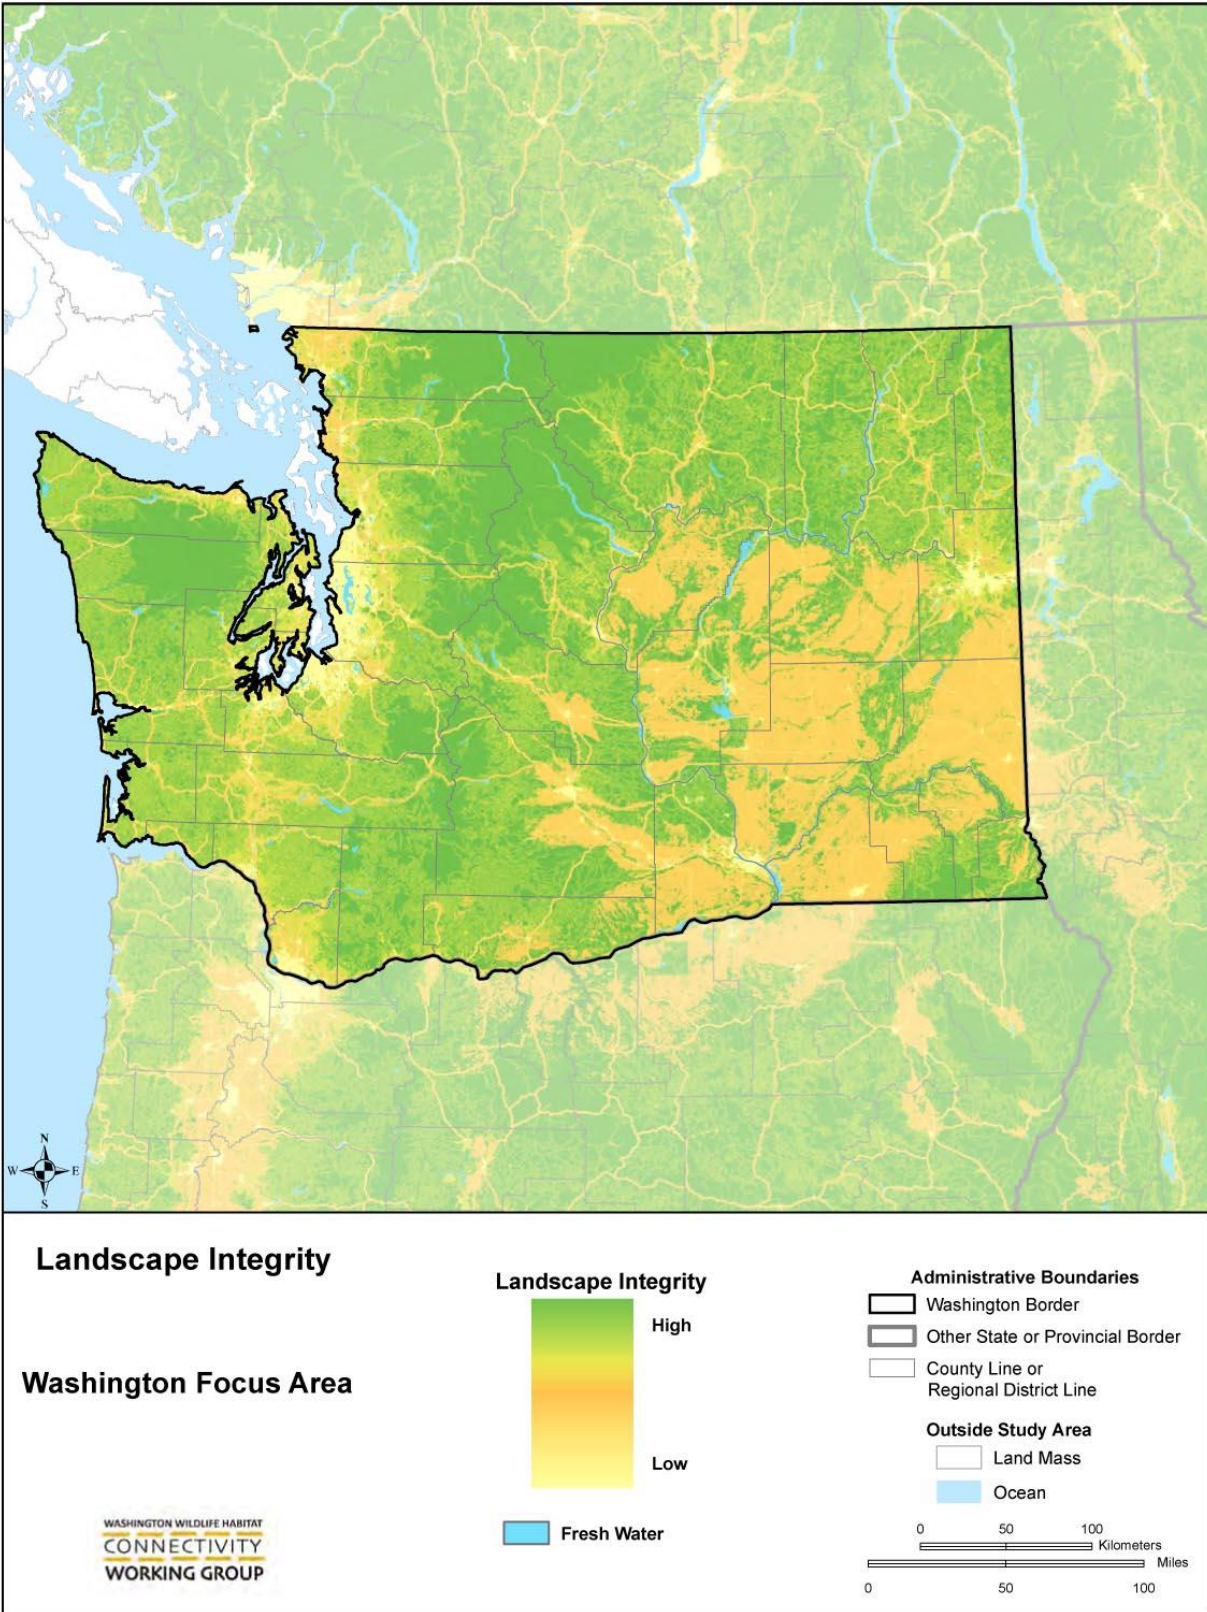 N
W E
S
Landscape Integrity
Washington Focus Area
WASHINGTON WILDLIFE HABITAT
CONNECTIVITY
WORKING GROUP
Landscape Integrity
High
Low
Fresh Water
Administrative Boundaries
Washington Border
Other State or Provincial Border
County Line or
Regional District Line
Outside Study Area
Land Mass
Ocean
0 50 100
Kilometers
Miles
0 50 100